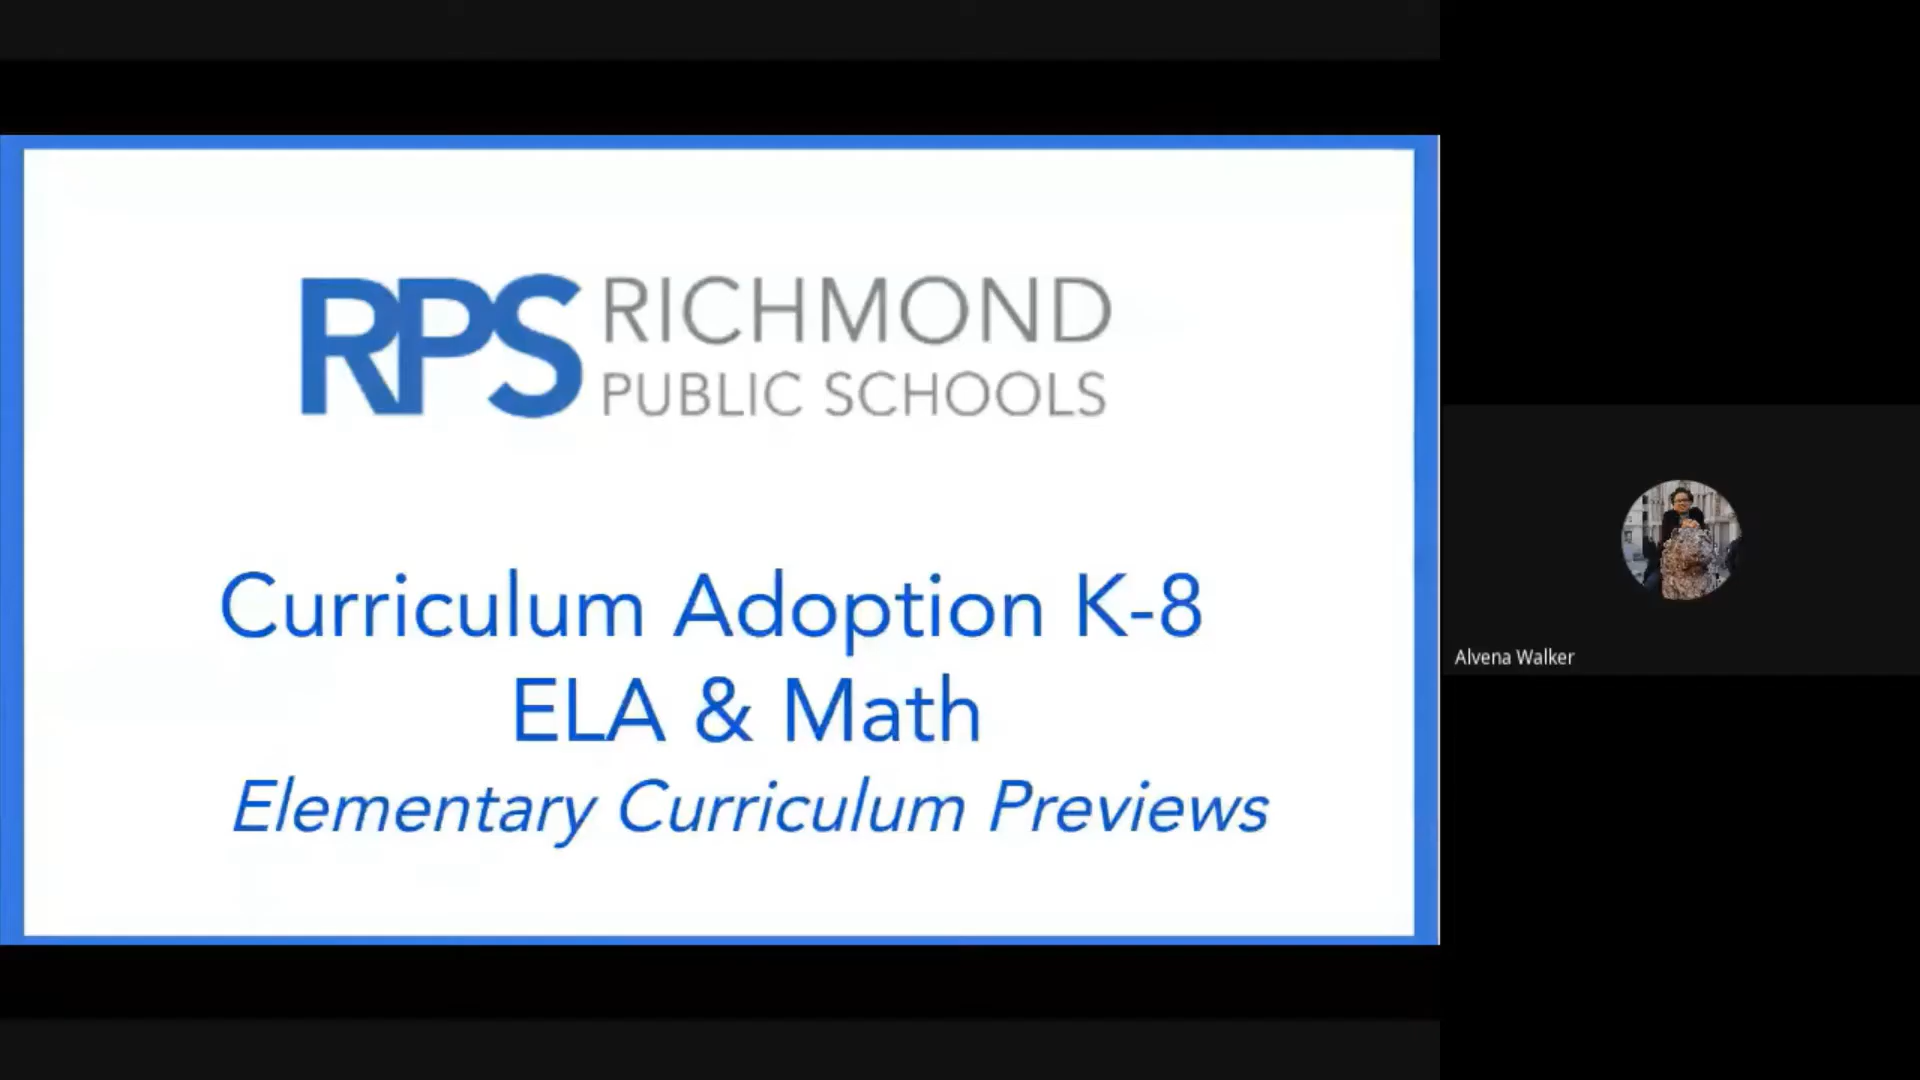 RPS RICHMOND
PUBLIC SCHOOLS
Curriculum Adoption K-8
ELA & Math
Elementary Curriculum Previews
Alvena Walker